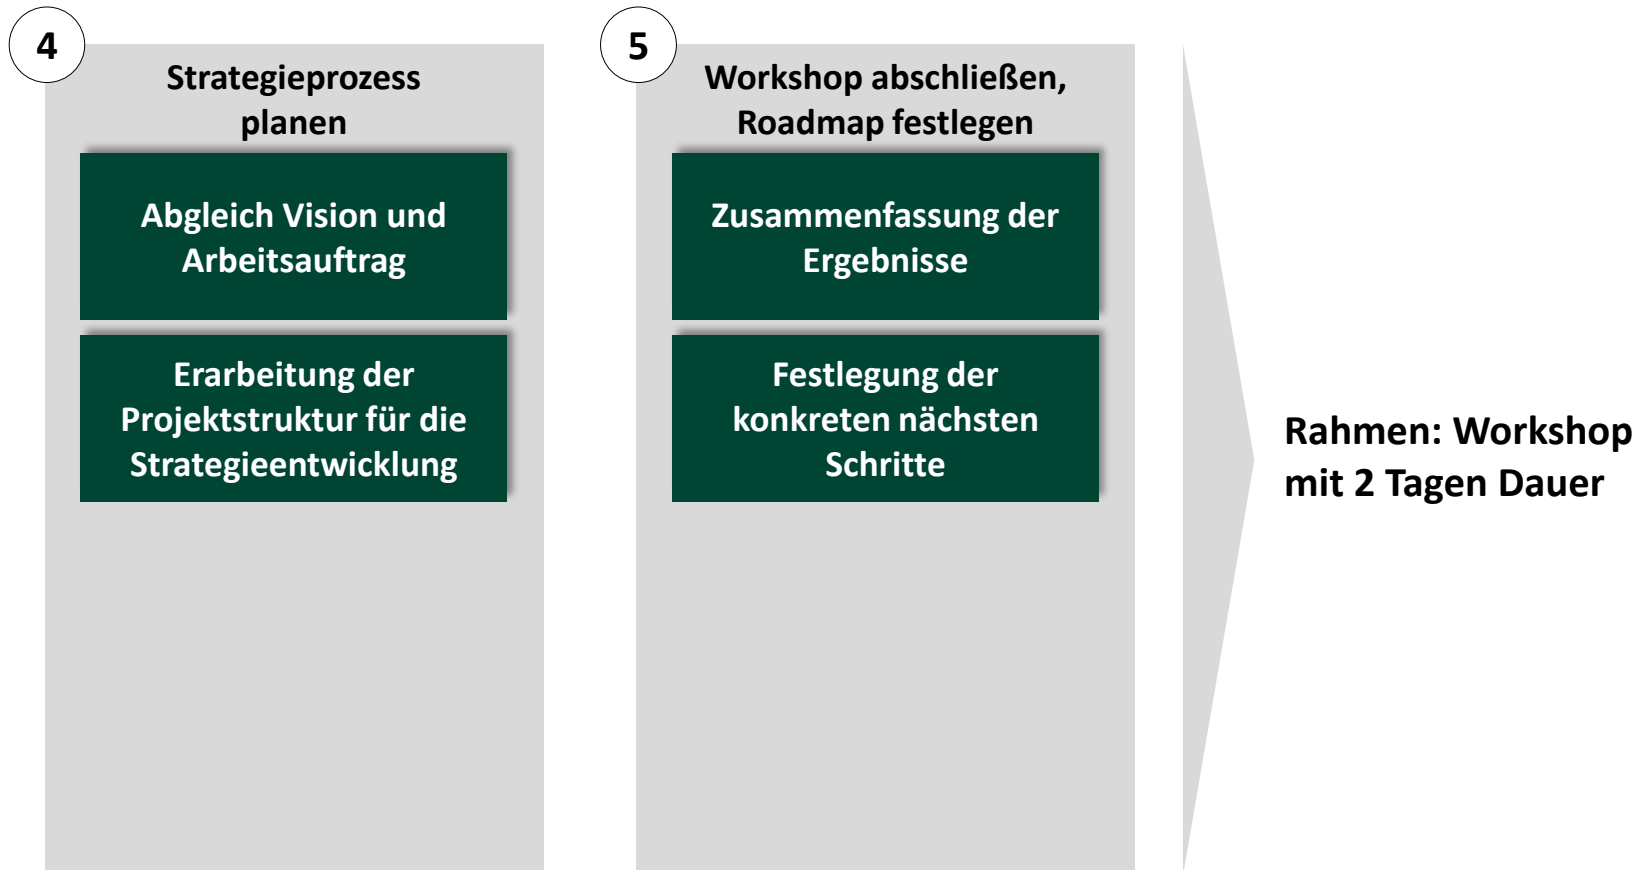 4
Strategieprozess
planen
Abgleich Vision und
Arbeitsauftrag
Erarbeitung der
Projektstruktur für die
Strategieentwicklung
5
Workshop abschließen,
Roadmap festlegen
Zusammenfassung der
Ergebnisse
Festlegung der
konkreten nächsten
Schritte
Rahmen: Workshop
mit 2 Tagen Dauer